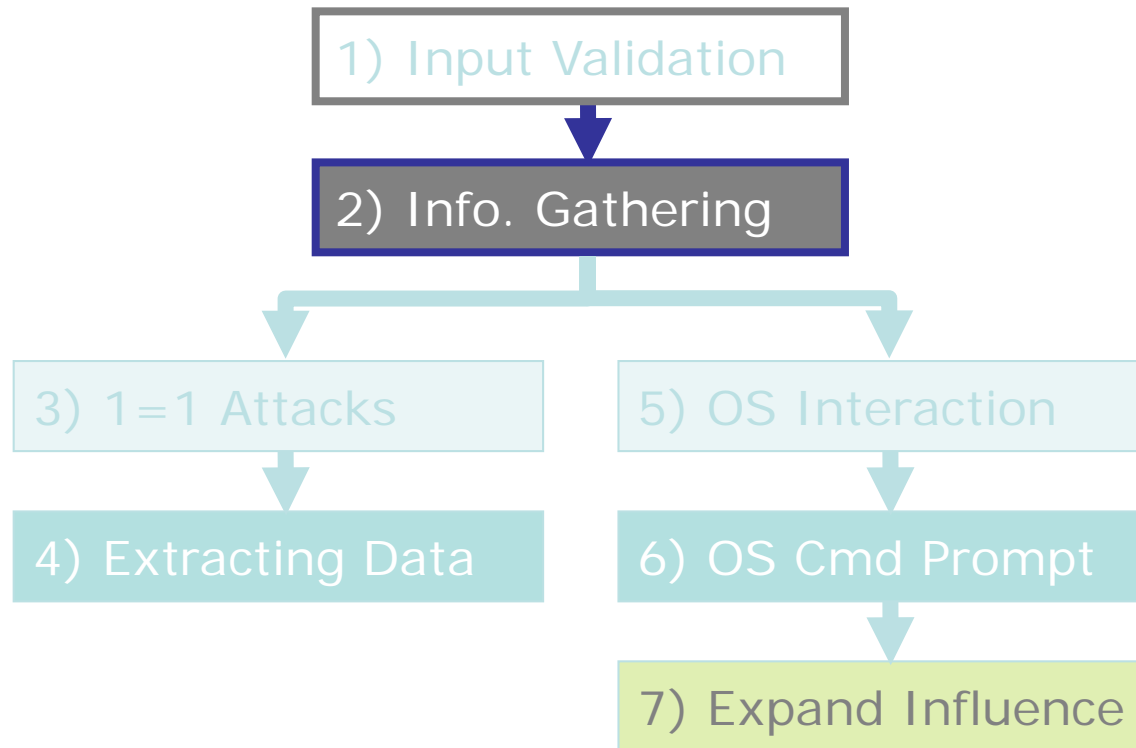 1) Input Validation
2) Info. Gathering
3) 1=1 Attacks
5) OS Interaction
4) Extracting Data
6) OS Cmd Prompt
7) Expand Influence